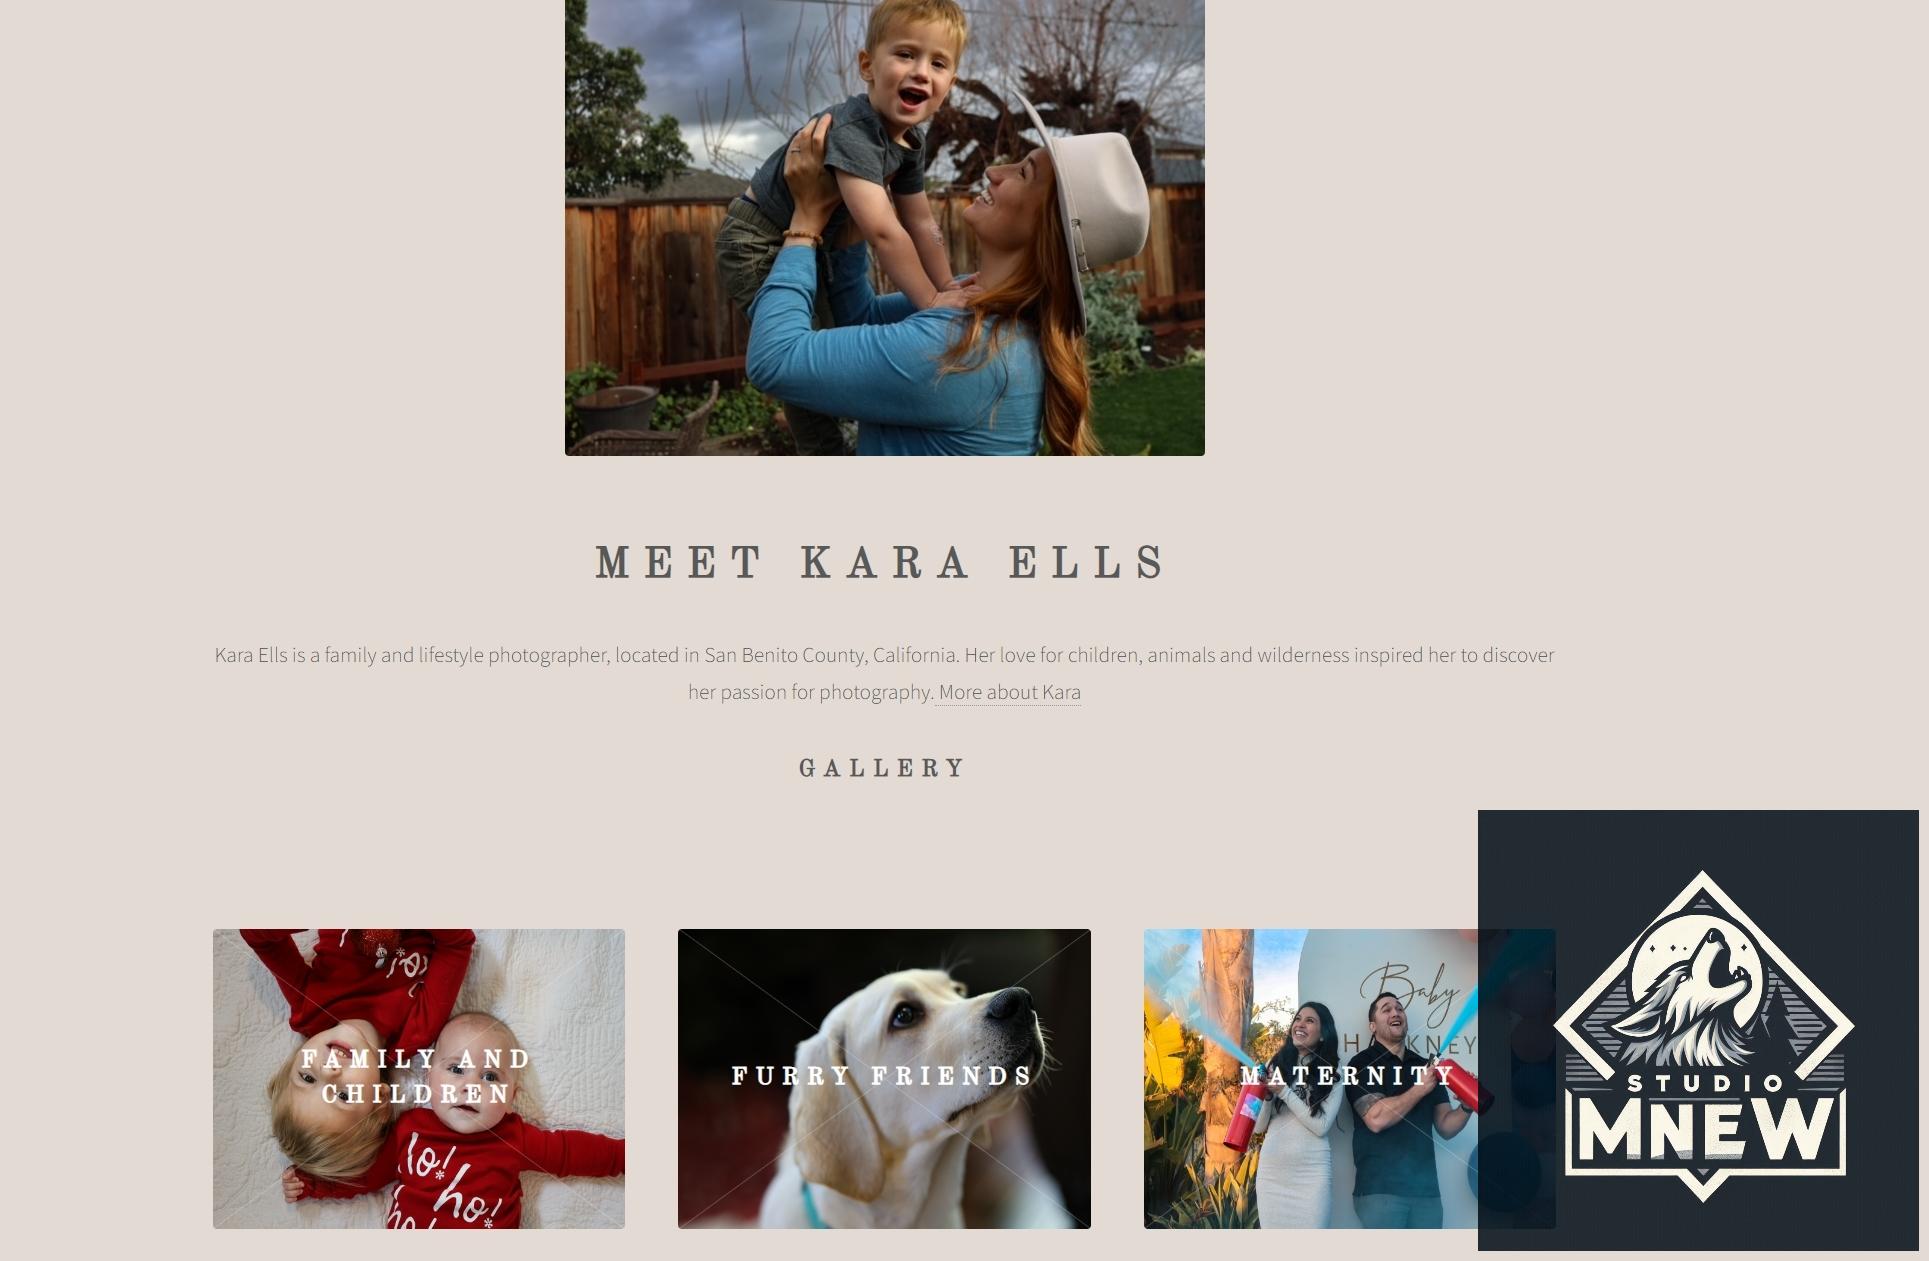 MEET KARA ELLS
Kara Ells is a family and lifestyle photographer, located in San Benito County, California. Her love for children, animals and wilderness inspired her to discover
her passion for photography. More about Kara
GALLERY
FAMILY AND
CHILDREN
ho!
ho!
FURRY FRIENDS
Baby
MATERNITY
STUDIO
MNEW